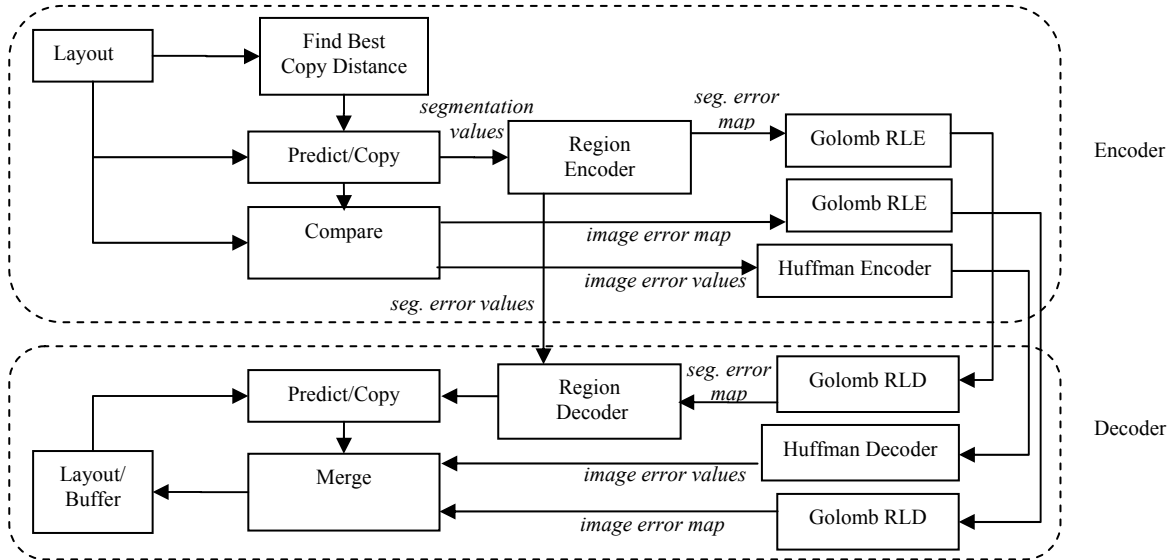 Layout
Find Best
Copy Distance
segmentation
values
seg. error
map
Predict/Copy
Region
Encoder
Golomb RLE
Encoder
Golomb RLE
Compare
image error map
Huffman Encoder
image error values
seg. error values
Predict/Copy
Region
Decoder
seg. error
map
Golomb RLD
Decoder
Huffman Decoder
Layout/
Buffer
Merge
image error values
Golomb RLD
image error map